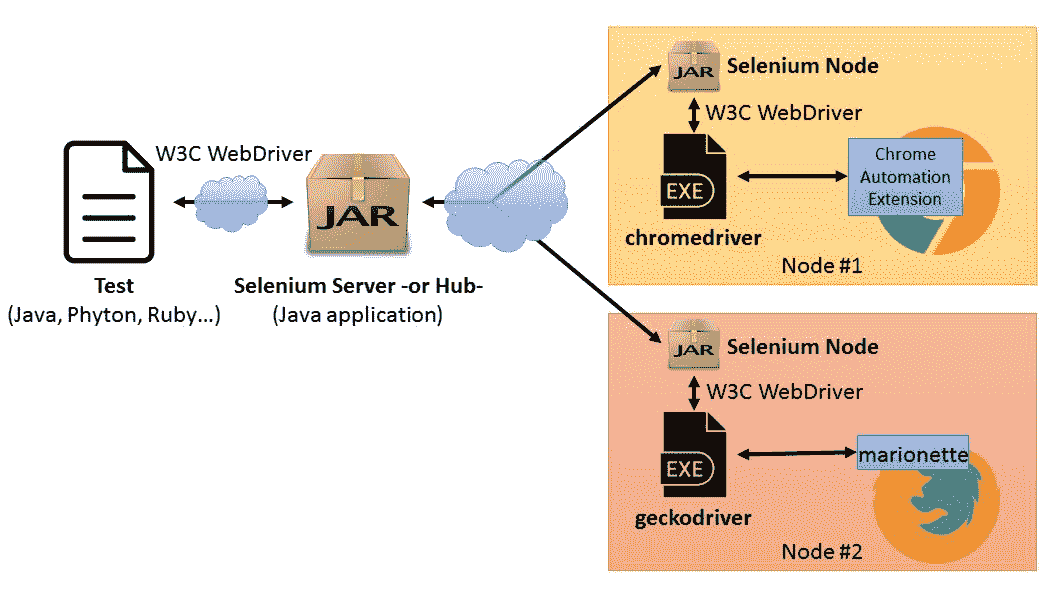 W3C WebDriver
JAR
Test
(Java, Phyton, Ruby...)
Selenium Server -or Hub-
(Java application)
JAR
Selenium Node
W3C WebDriver
EXE
chromedriver
Chrome
Automation
Extension
Node #1
JAR
Selenium Node
W3C WebDriver
EXE
geckodriver
marionette
Node #2